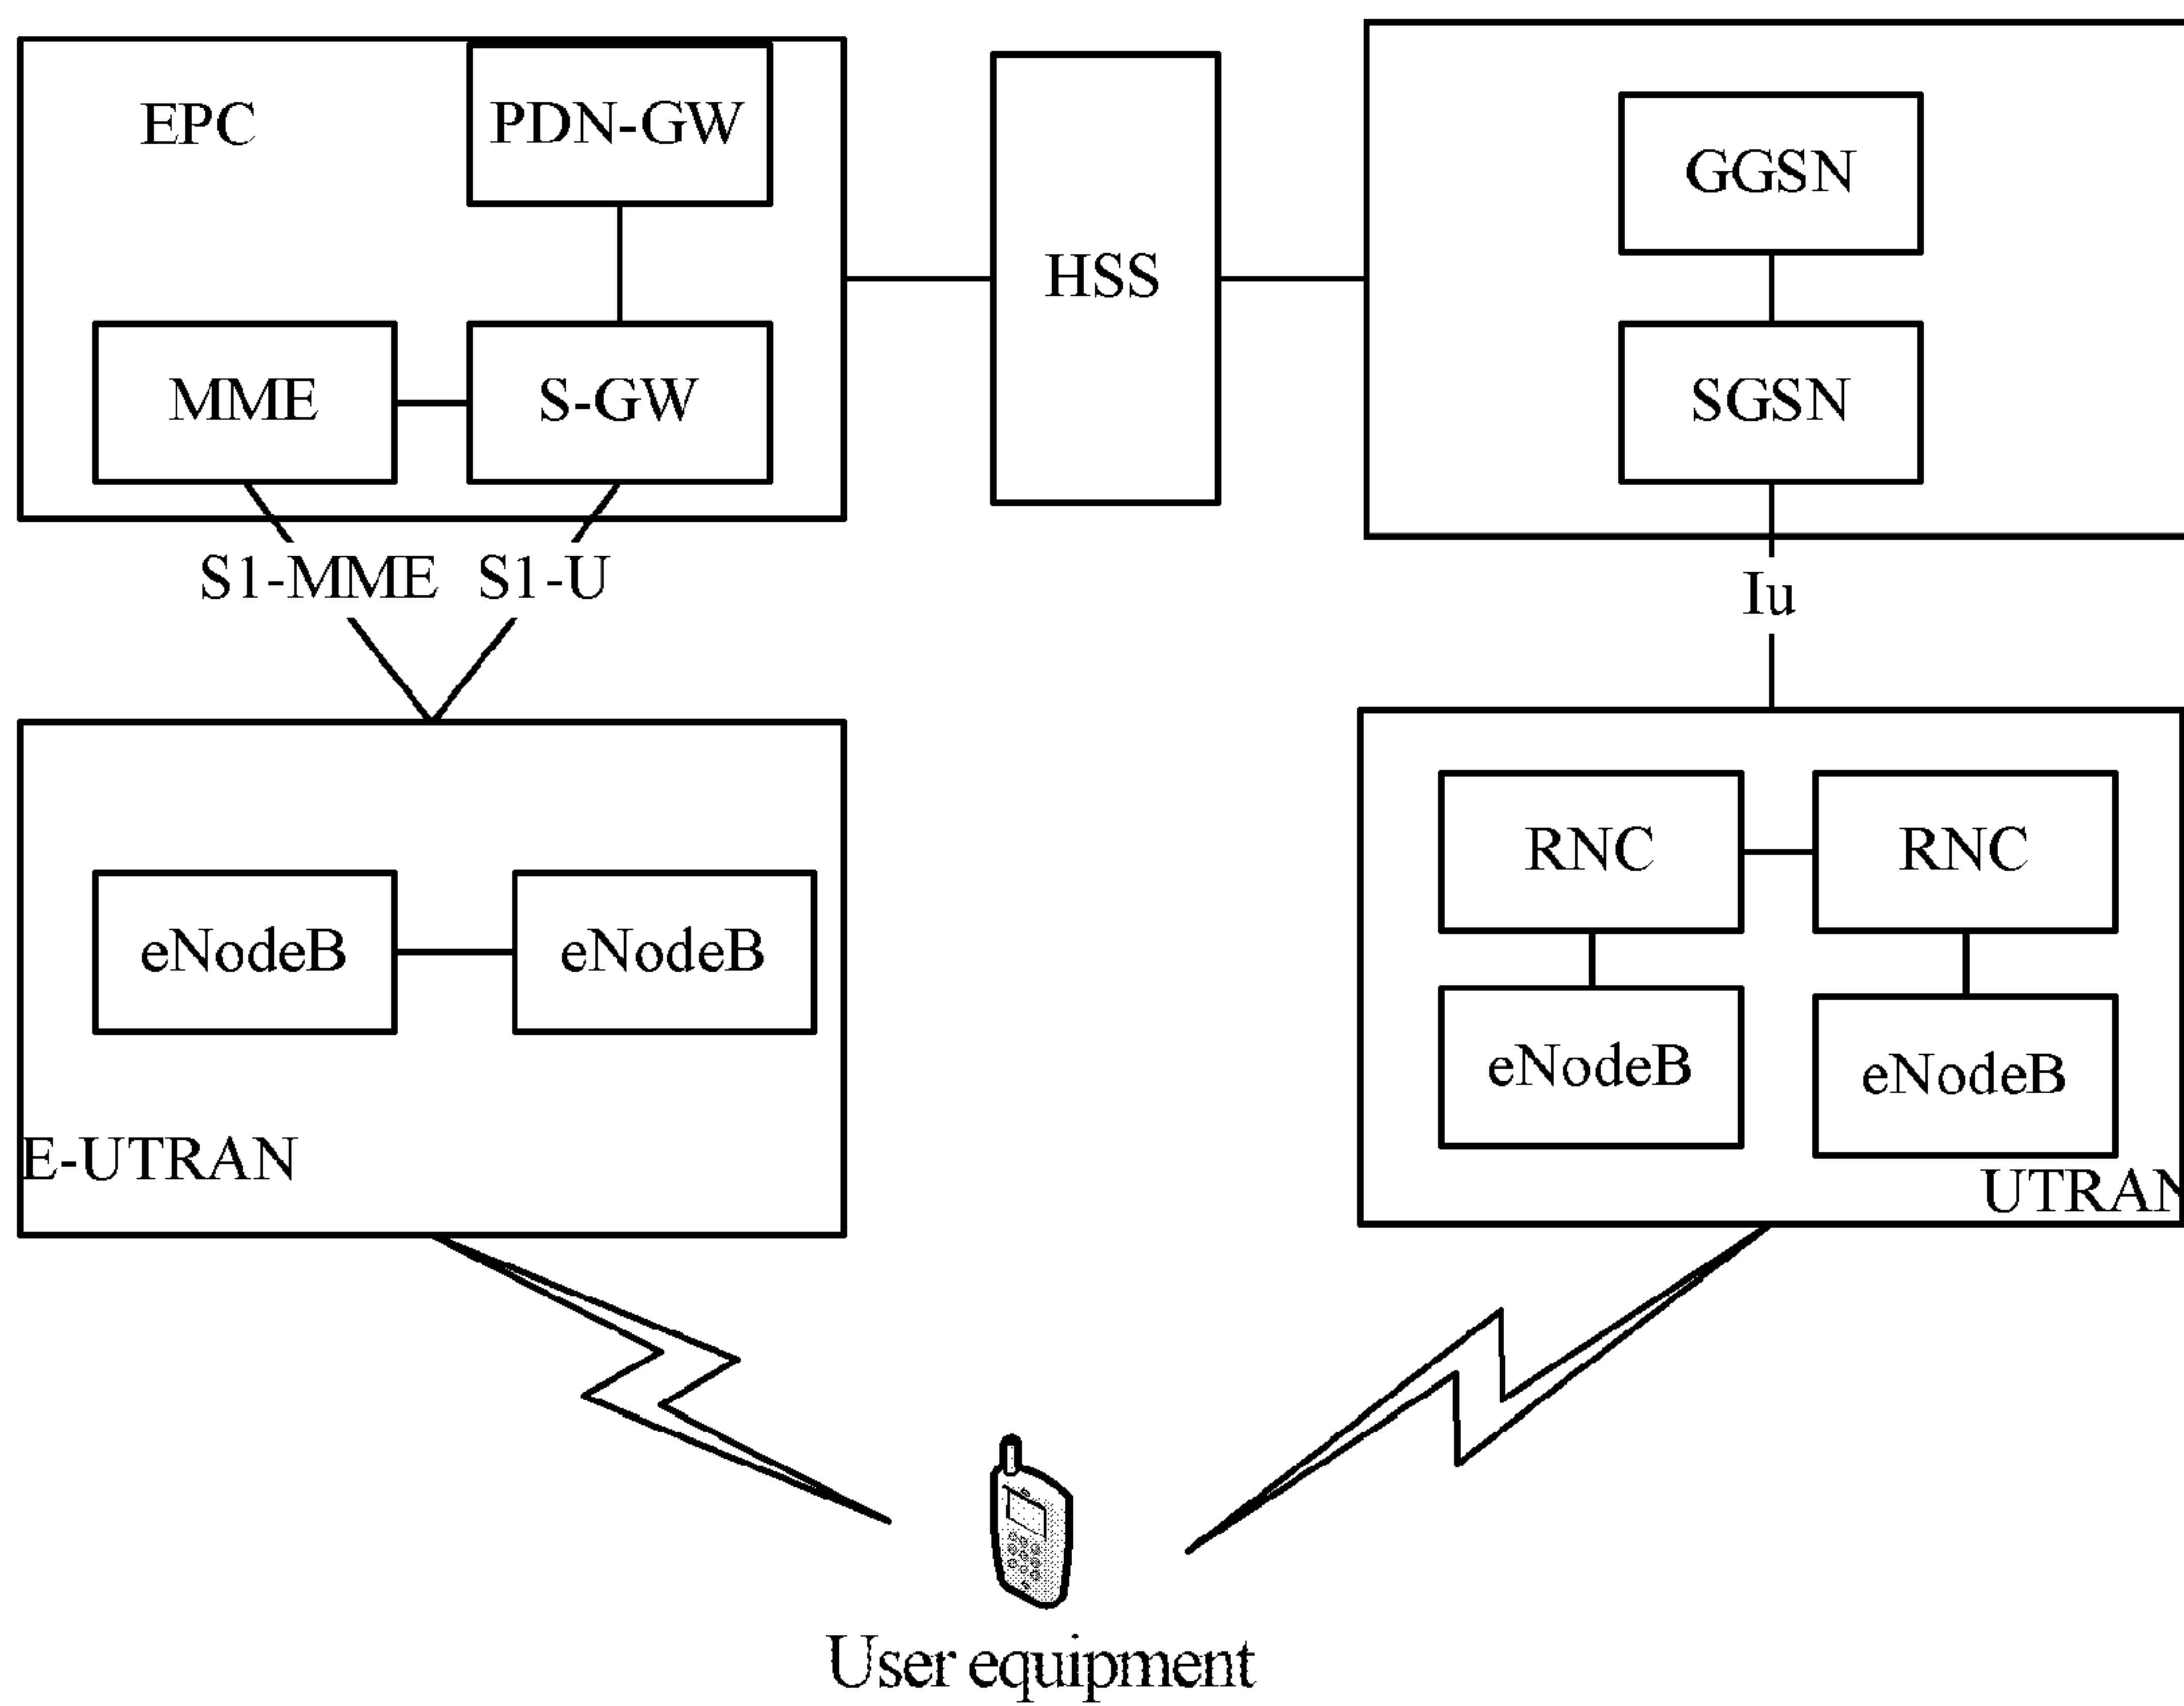 EPC
PDN-GW
MME
S-GW
HSS
GGSN
SGSN
S1-MME
S1-U
Iu
eNodeB
eNodeB
E-UTRAN
RNC
RNC
eNodeB
eNodeB
UTRAN
User equipment